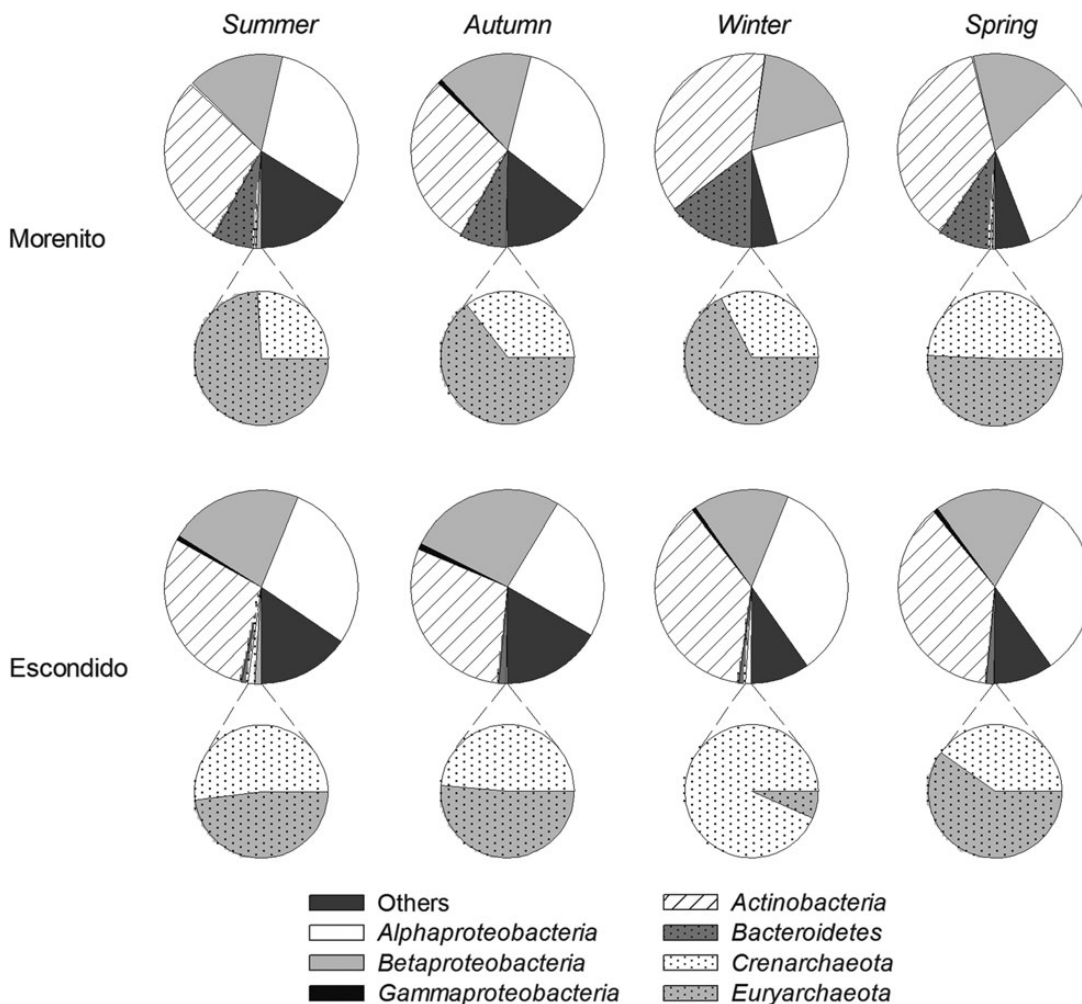 Summer Autumn Winter Spring
Morenito
Escondido
Others
Alphaproteobacteria
Betaproteobacteria
Gammaproteobacteria
Actinobacteria
Bacteroidetes
Crenarchaeota
Euryarchaeota